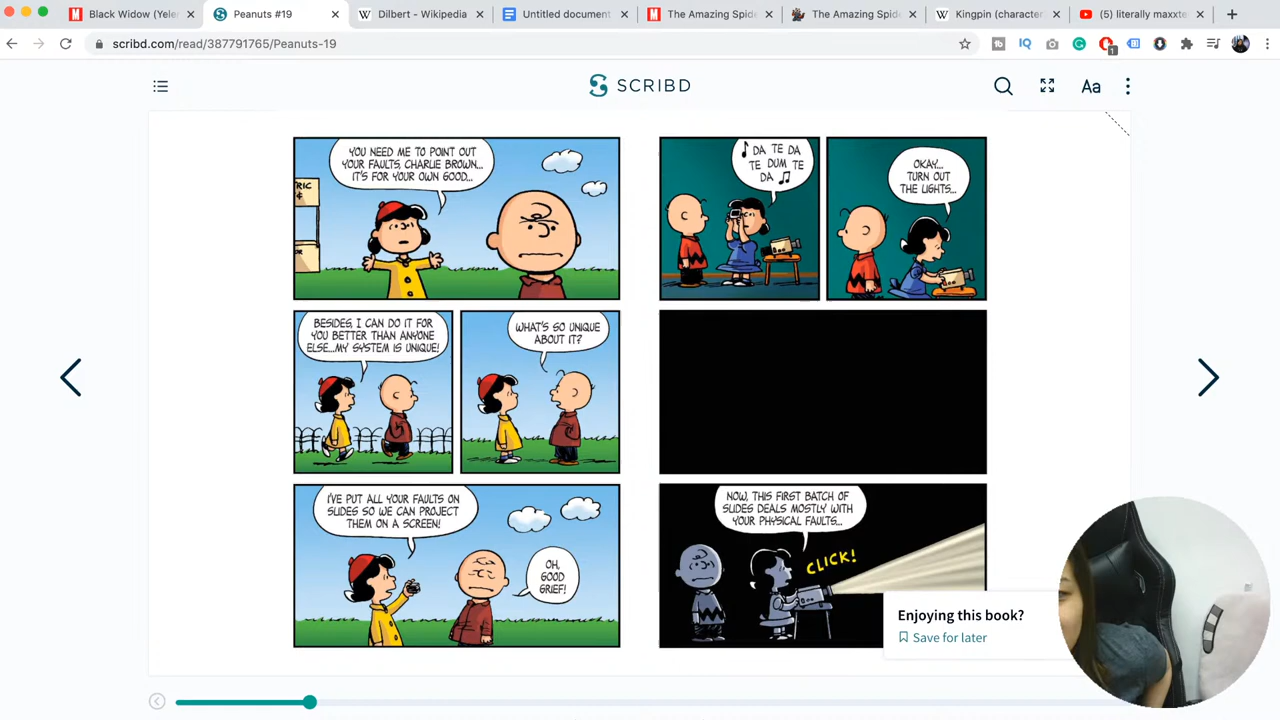 Black Widow (Yele
Peanuts #19
Dilbert - Wikipedia
Untitled document
The Amazing Spid
The Amazing Spid
Kingpin (character
(5) literally maxxte
scribd.com/read/387791765/Peanuts-19
SCRIBD
Aa
YOU NEED ME TO POINT OUT
YOUR FAULTS, CHARLIE BROWN...
IT'S FOR YOUR OWN GOOD...
BESIDES, I CAN DO IT FOR
YOU BETTER THAN ANYONE
ELSE...MY SYSTEM IS UNIQUE!
WHAT'S SO UNIQUE
ABOUT IT?
I'VE PUT ALL YOUR FAULTS ON
SLIDES SO WE CAN PROJECT
THEM ON A SCREEN!
OH,
GOOD
GRIEF!
DA TE DA
TE DUM TE
DA
OKAY...
TURN OUT
THE LIGHTS...
NOW, THIS FIRST BATCH OF
SLIDES DEALS MOSTLY WITH
YOUR PHYSICAL FAULTS...
CLICK!
Enjoying this book?
Save for later